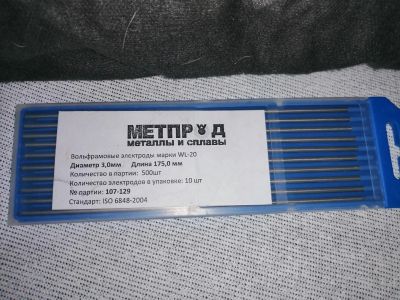 МЕТПРОД
металлы и сплавы
Вольфрамовые электроды марки WL-20
Диаметр 3,0мм Длина 175,0 мм
Количество в партии: 500шт
Количество электродов в упаковке: 10 шт
№ партии: 107-129
Стандарт: ISO 6848-2004